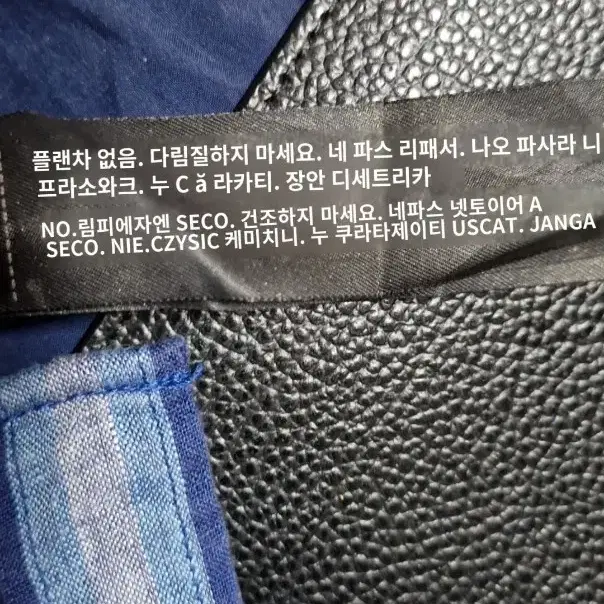 플랜차 없음. 다림질하지 마세요. 네 파스 리패서. 나오 파사라 니
프라소와크. 누 C ă 라카티. 장안 디세트리카
NO.림피에자엔 SECO. 건조하지 마세요. 네파스 넷토이어 A
SECO. NIE.CZYSIC 케미치니. 누 쿠라타제이티 USCAT. JANGA